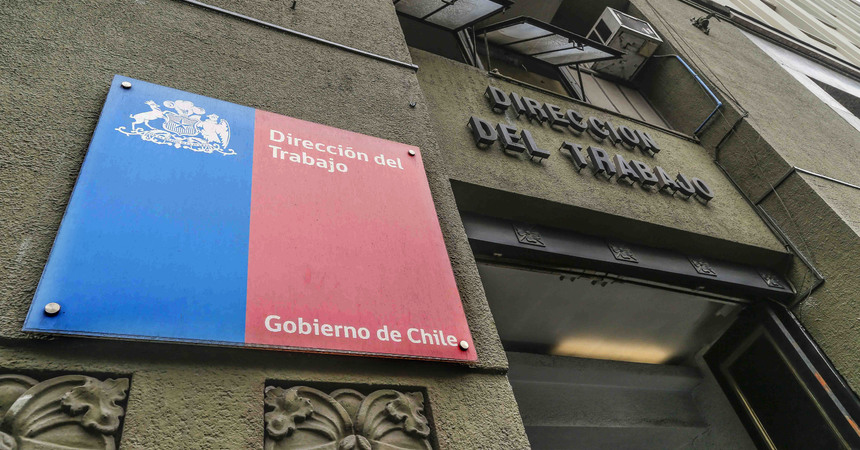 Dirección del
Trabajo
Gobierno de Chile
DIRECCION
DEL TRABAJO